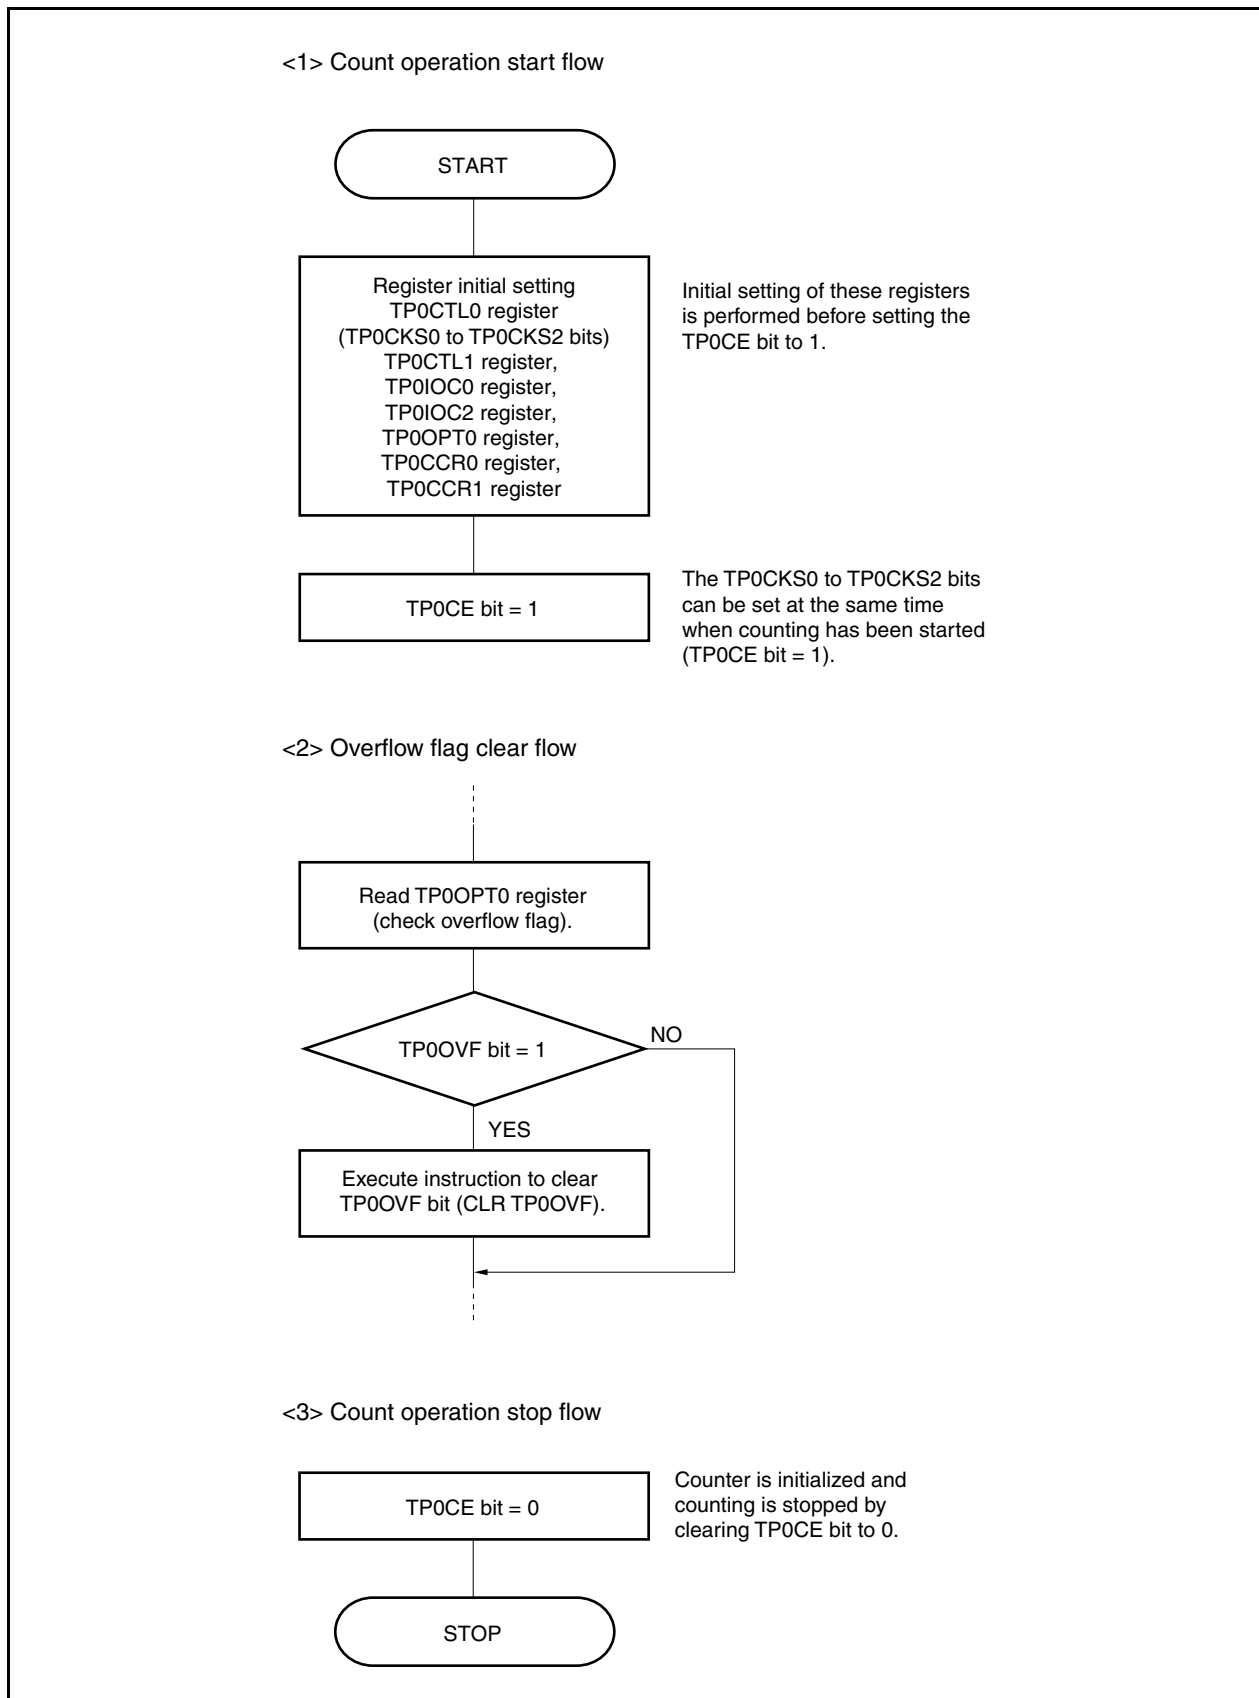 <1> Count operation start flow
START
Register initial setting
TP0CTL0 register
(TP0CKS0 to TP0CKS2 bits)
TP0CTL1 register,
TP0IOC0 register,
TP0IOC2 register,
TP0OPT0 register,
TP0CCR0 register,
TP0CCR1 register
Initial setting of these registers
is performed before setting the
TP0CE bit to 1.
TP0CE bit = 1
The TP0CKS0 to TP0CKS2 bits
can be set at the same time
when counting has been started
(TP0CE bit = 1).
<2> Overflow flag clear flow
Read TP0OPT0 register
(check overflow flag).
TP0OVF bit = 1
NO
YES
Execute instruction to clear
TP0OVF bit (CLR TP0OVF).
<3> Count operation stop flow
TP0CE bit = 0
Counter is initialized and
counting is stopped by
clearing TP0CE bit to 0.
STOP